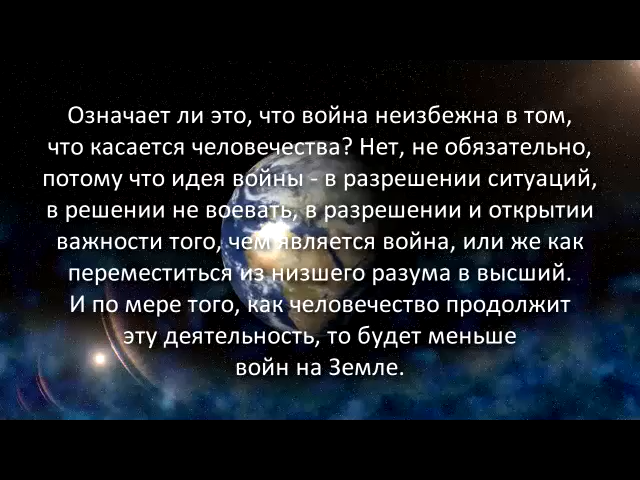 Означает ли это, что война неизбежна в том,
что касается человечества? Нет, не обязательно,
потому что идея войны - в разрешении ситуаций,
в решении не воевать, в разрешении и открытии
важности того, чем является война, или же как
переместиться из низшего разума в высший.
И по мере того, как человечество продолжит
эту деятельность, то будет меньше
войн на Земле.